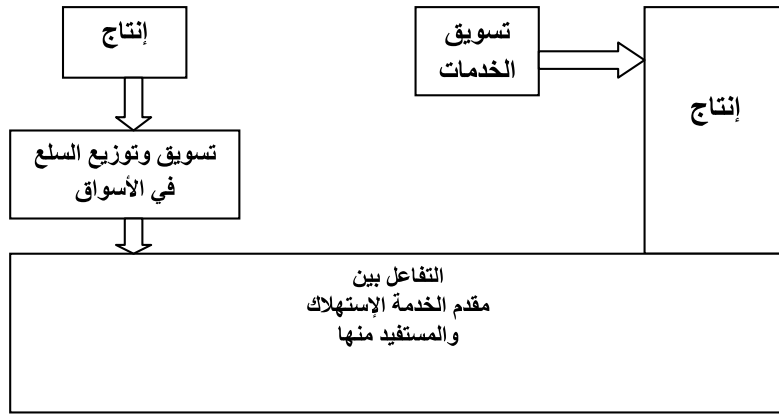 إنتاج
تسويق
الخدمات
إنتاج
تسويق وتوزيع السلع
في الأسواق
التفاعل بين
مقدم الخدمة الإستهلاك
والمستفيد منها